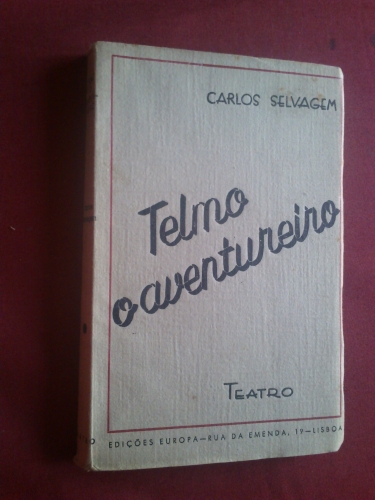 CARLOS SELVAGEM
Telmo
o aventureiro
TEATRO
EDIÇÕES EUROPA—RUA DA EMENDA, 19—LISBOA